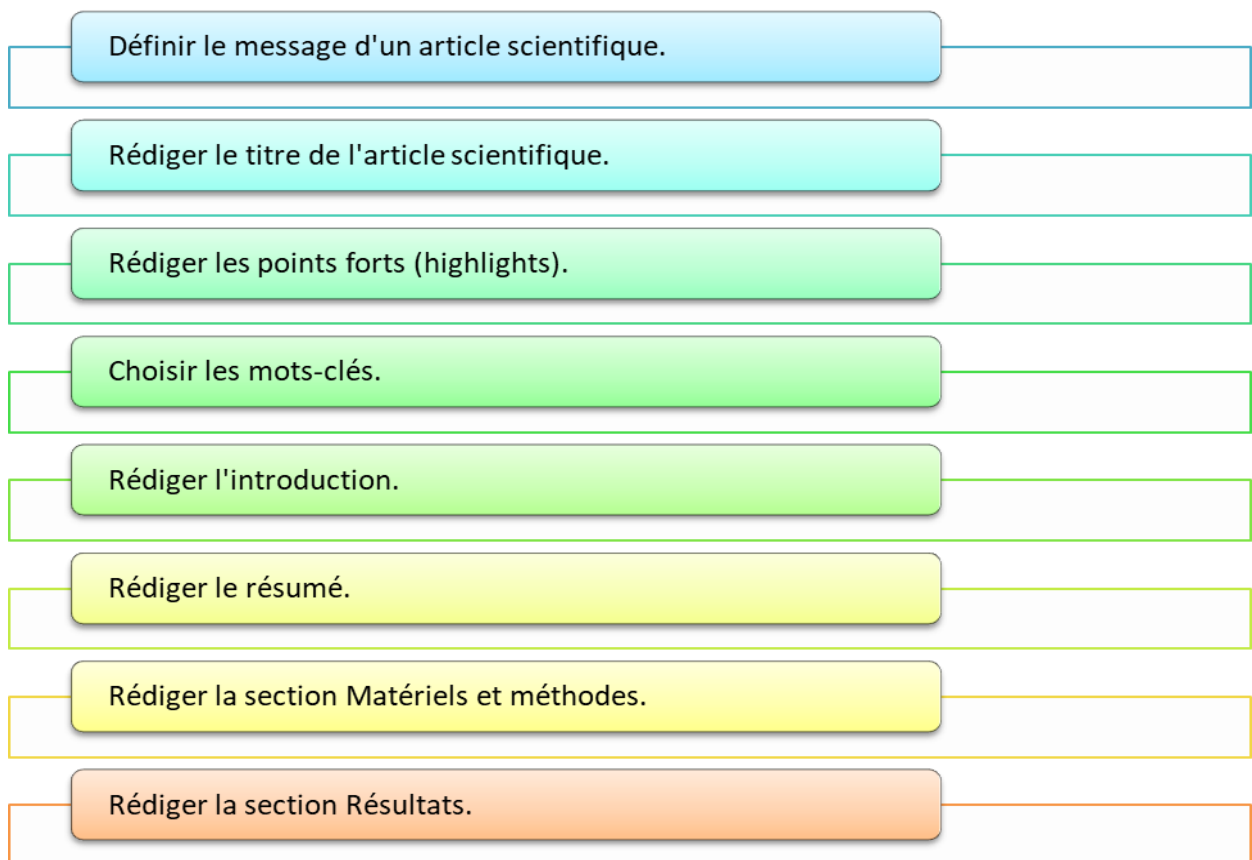 Définir le message d'un article scientifique.
Rédiger le titre de l'article scientifique.
Rédiger les points forts (highlights).
Choisir les mots-clés.
Rédiger l'introduction.
Rédiger le résumé.
Rédiger la section Matériels et méthodes.
Rédiger la section Résultats.